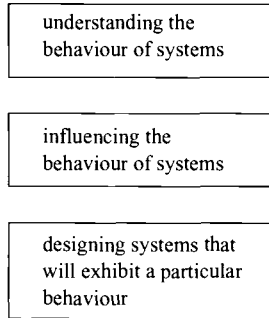 understanding the
behaviour of systems
influencing the
behaviour of systems
designing systems that
will exhibit a particular
behaviour